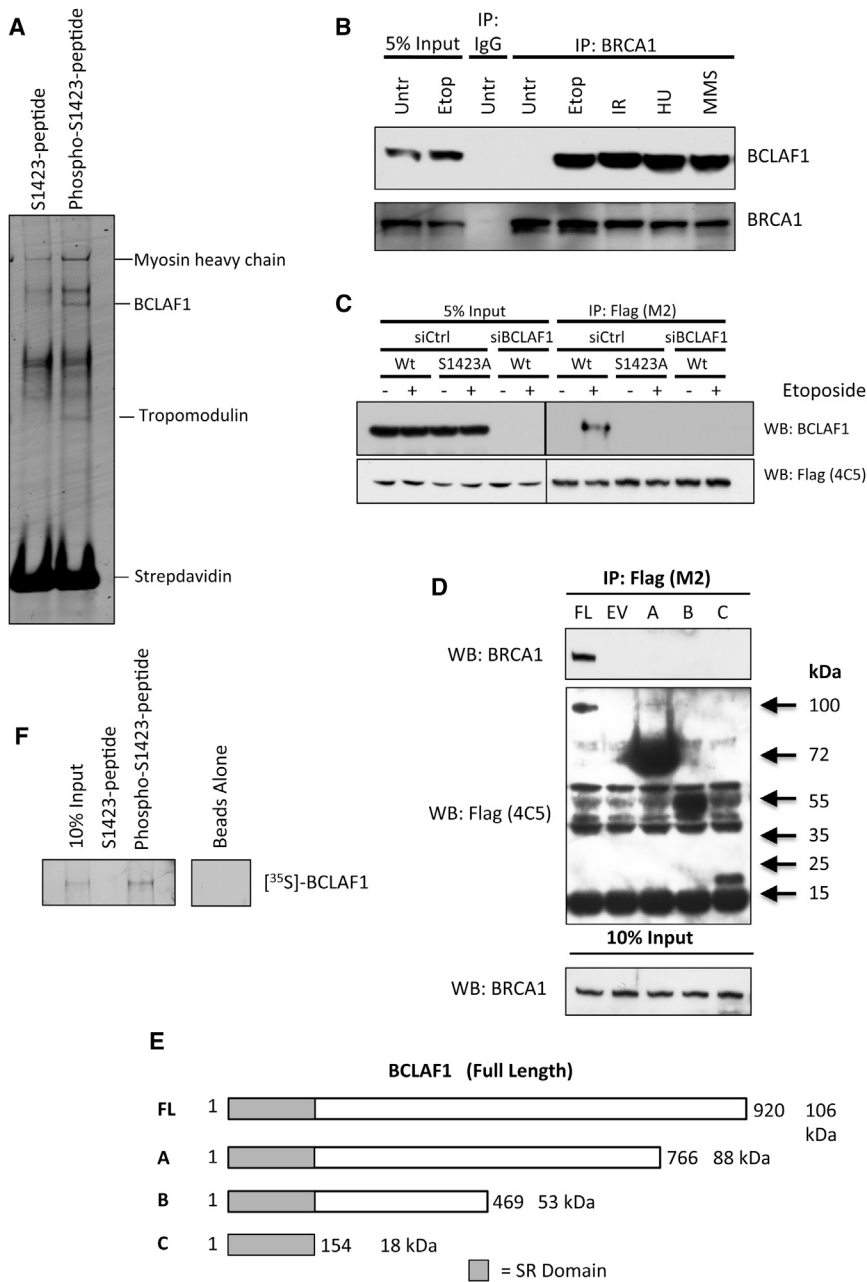 A
S1423-peptide
Phospho-S1423-peptide
Myosin heavy chain
BCLAF1
Tropomodulin
Strepdavidin
B
5% Input
IP: IgG
IP: BRCA1
Untr Etop Untr Untr Etop IR HU MMS
BCLAF1
BRCA1
C
5% Input IP: Flag (M2)
siCtrl siBCLAF1 siCtrl siBCLAF1
Wt S1423A Wt Wt S1423A Wt
- + - + - + - + - + - + Etoposide
WB: BCLAF1
WB: Flag (4C5)
D
IP: Flag (M2)
FL EV A B C
WB: BRCA1
kDa
100
72
WB: Flag (4C5)
55
35
25
15
10% Input
WB: BRCA1
F
10% Input
S1423-peptide
Phospho-S1423-peptide
Beads Alone
[³⁵S]-BCLAF1
E
BCLAF1 (Full Length)
FL 1 920 106 kDa
A 1 766 88 kDa
B 1 469 53 kDa
C 1 154 18 kDa
= SR Domain